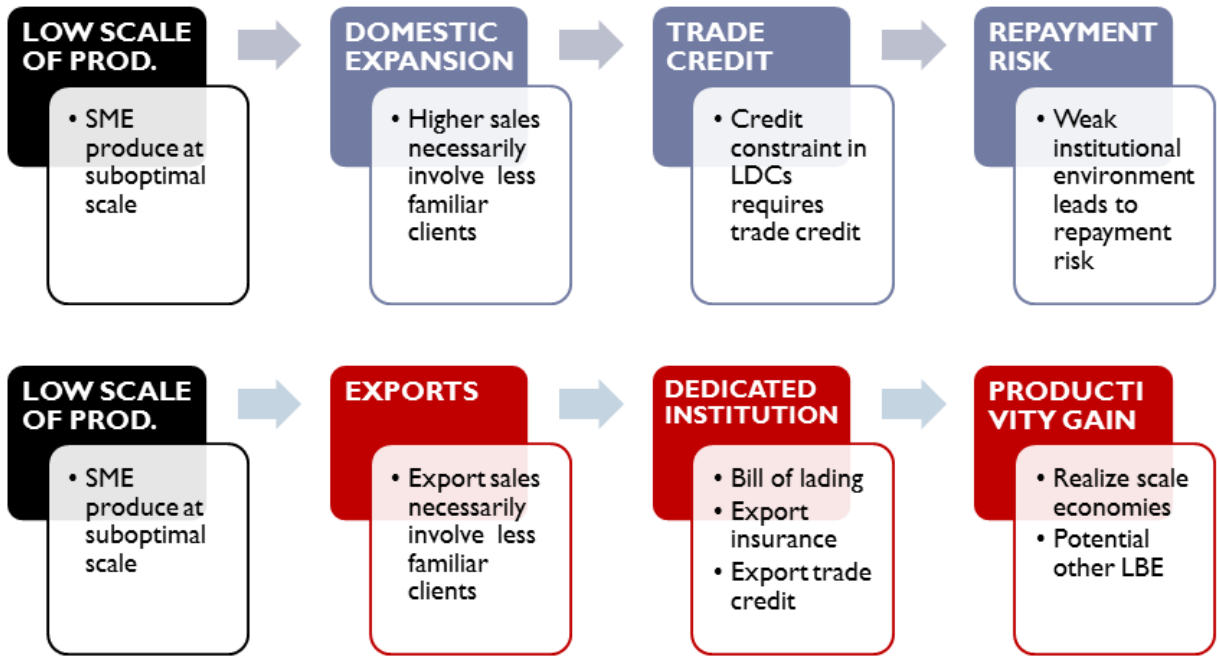 LOW SCALE
OF PROD.
• SME
produce at
suboptimal
scale
DOMESTIC
EXPANSION
• Higher sales
necessarily
involve less
familiar
clients
TRADE
CREDIT
• Credit
constraint in
LDCs
requires
trade credit
REPAYMENT
RISK
• Weak
institutional
environment
leads to
repayment
risk
LOW SCALE
OF PROD.
• SME
produce at
suboptimal
scale
EXPORTS
• Export sales
necessarily
involve less
familiar
clients
DEDICATED
INSTITUTION
• Bill of lading
• Export
insurance
• Export trade
credit
PRODUCTI
VITY GAIN
• Realize scale
economies
• Potential
other LBE